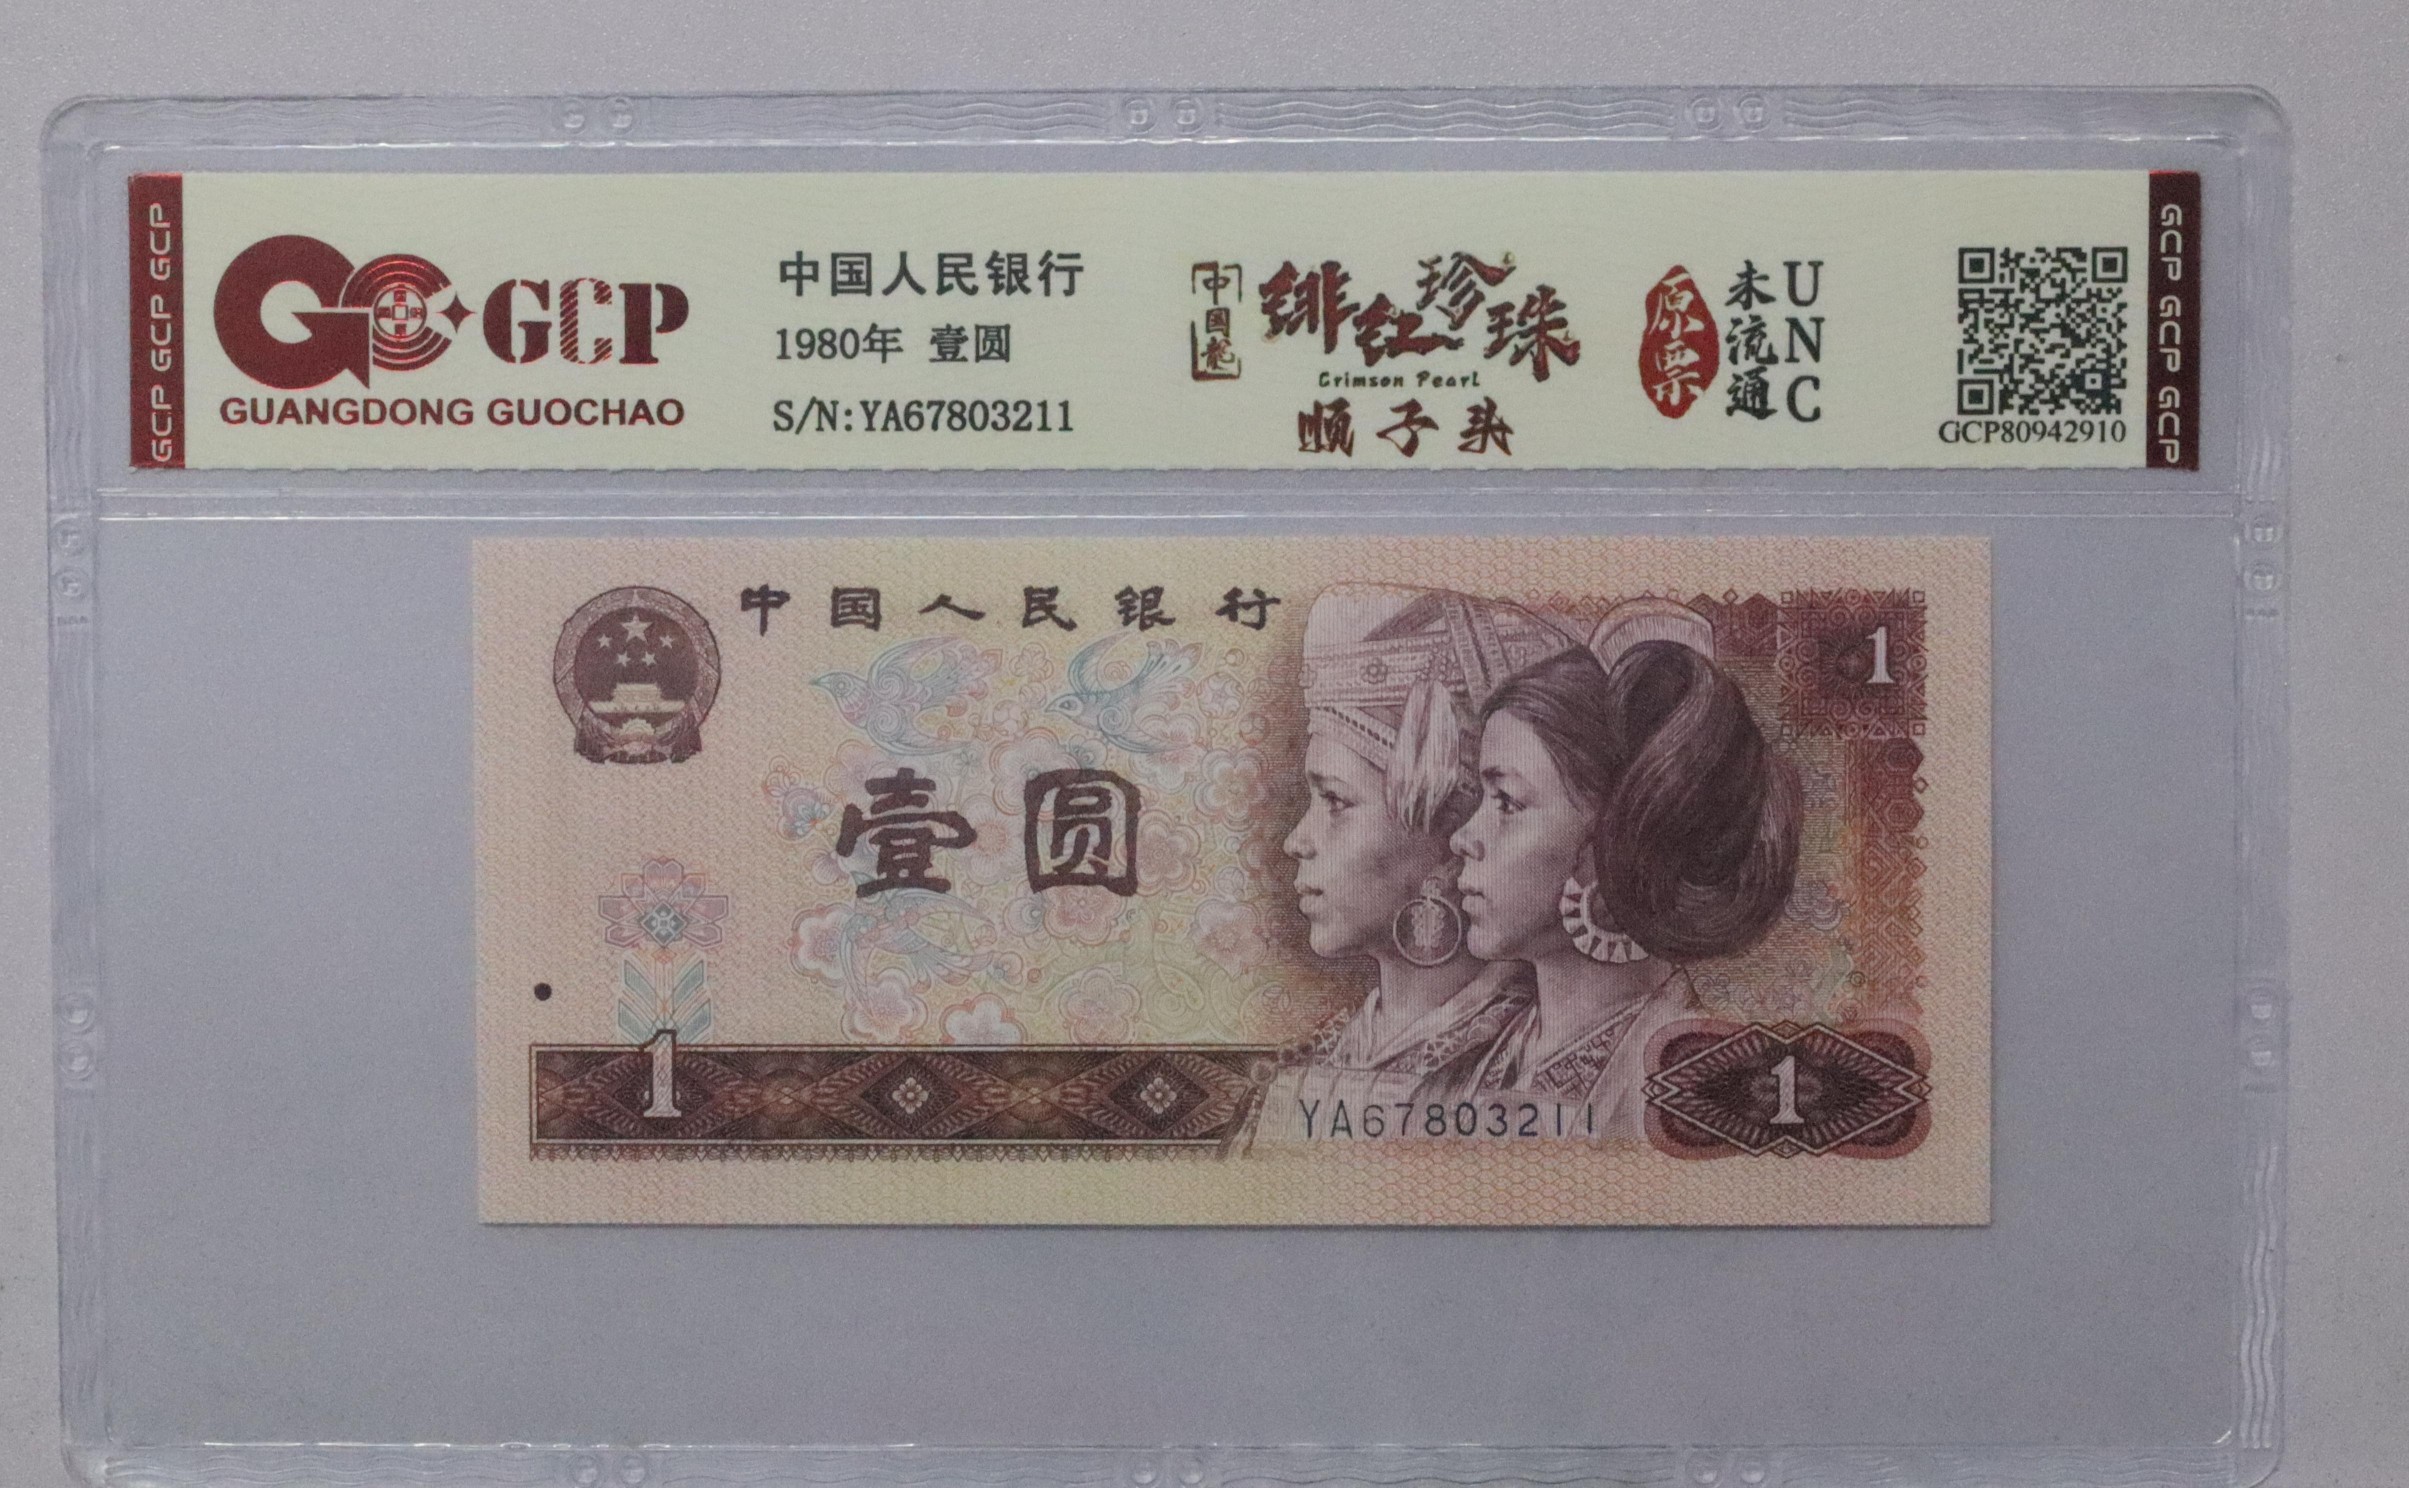 GCP GCP GCP
GCP
GUANGDONG GUOCHAO
中国人民银行
1980年 壹圆
S/N:YA67803211
中国龙
绯红珍珠
Crimson Pearl
顺子头
原票
未流通
UNC
GCP80942910
GCP GCP GCP
中国人民银行
1
壹圆
1
YA67803211
1